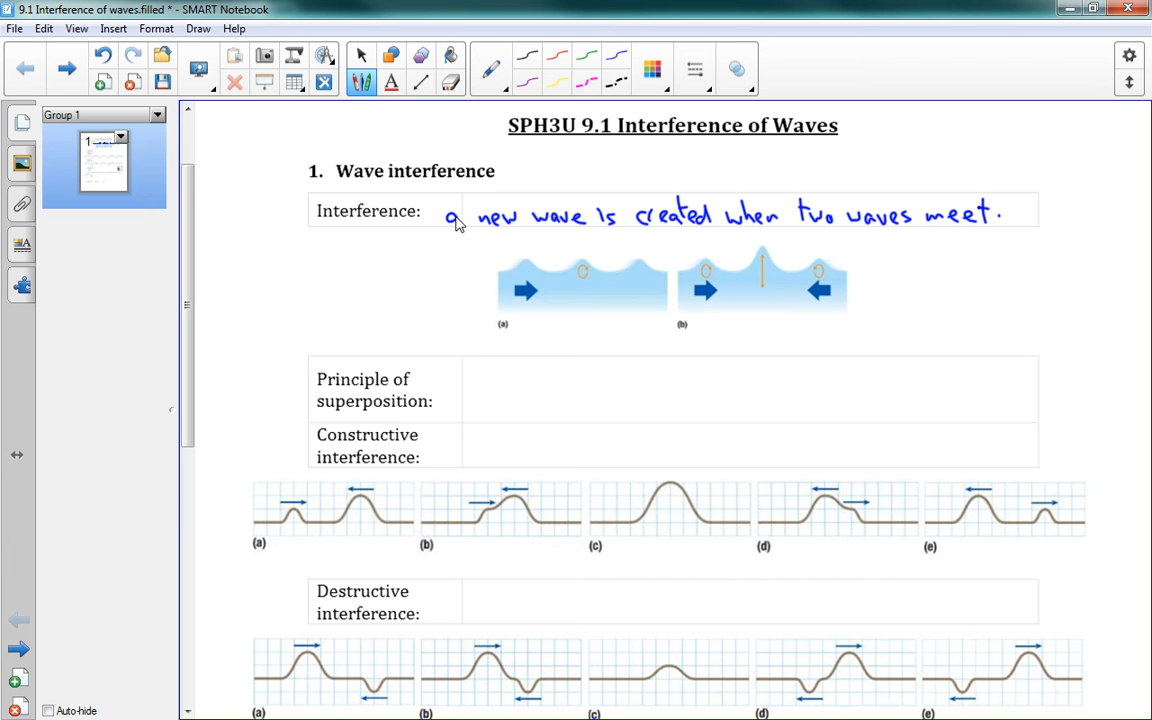 9.1 Interference of waves.filled * - SMART Notebook
File Edit View Insert Format Tools Draw Help
Group 1
1
SPH3U 9.1 Interference of Waves
1. Wave interference
Interference: a new wave is created when two waves meet.
(a) (b)
Principle of
superposition:
Constructive
interference:
(a) (b) (c) (d) (e)
Destructive
interference:
(a) (b) (c) (d) (e)
Auto-hide